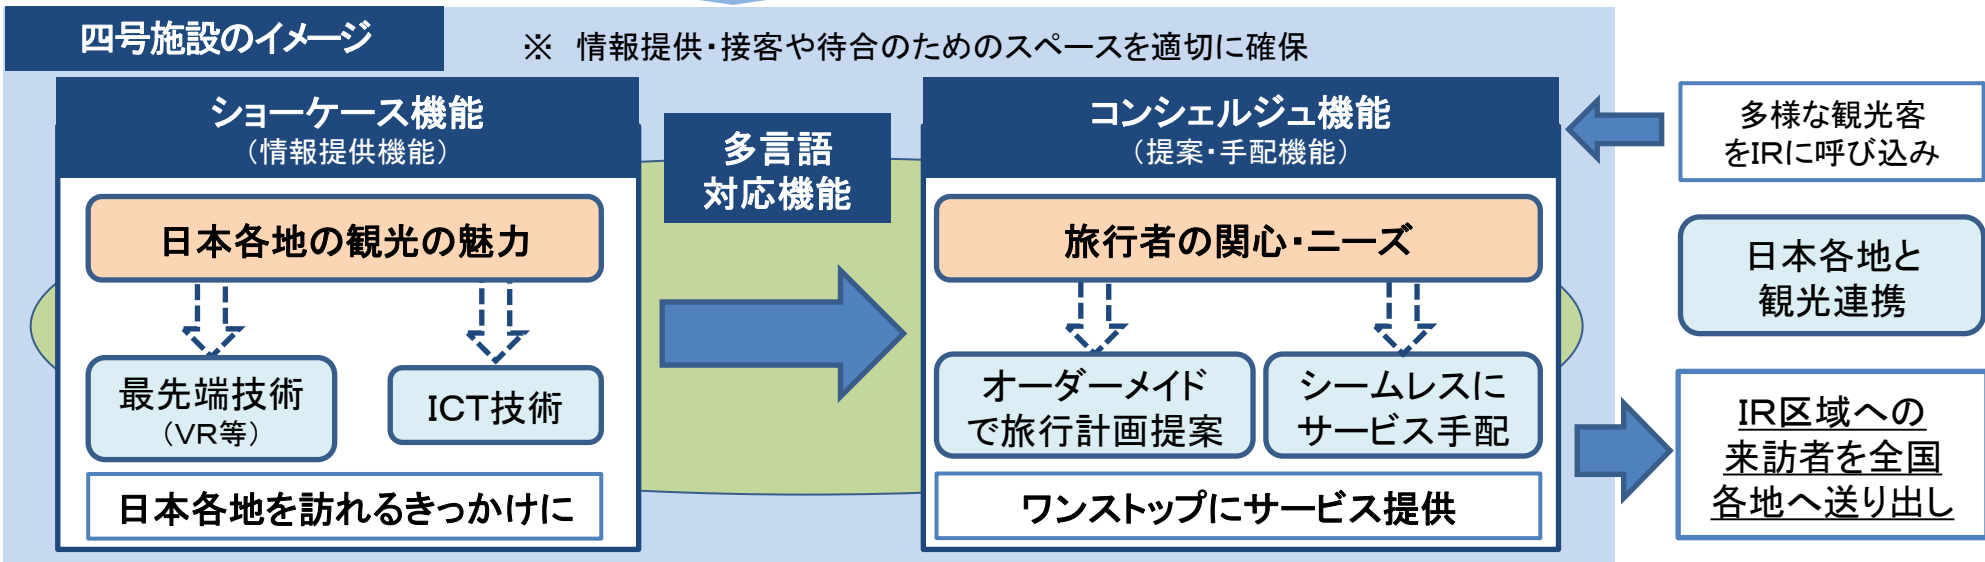 四号施設のイメージ
※ 情報提供・接客や待合のためのスペースを適切に確保
ショーケース機能
（情報提供機能）
日本各地の観光の魅力
最先端技術
（VR等）
ICT技術
日本各地を訪れるきっかけに
多言語
対応機能
コンシェルジュ機能
（提案・手配機能）
旅行者の関心・ニーズ
オーダーメイド
で旅行計画提案
シームレスに
サービス手配
ワンストップにサービス提供
多様な観光客
をIRに呼び込み
日本各地と
観光連携
IR区域への
来訪者を全国
各地へ送り出し